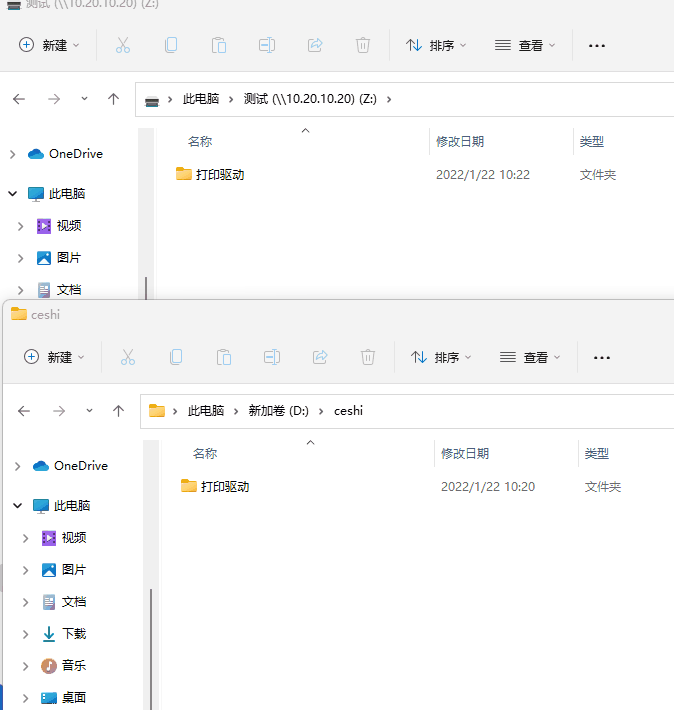 测试 (\\10.20.10.20) (Z:)
新建 排序 查看
此电脑 测试 (\\10.20.10.20) (Z:)
名称 修改日期 类型
OneDrive
打印驱动 2022/1/22 10:22 文件夹
此电脑
视频
图片
文档
ceshi
新建 排序 查看
此电脑 新加卷 (D:) ceshi
名称 修改日期 类型
OneDrive
打印驱动 2022/1/22 10:20 文件夹
此电脑
视频
图片
文档
下载
音乐
桌面